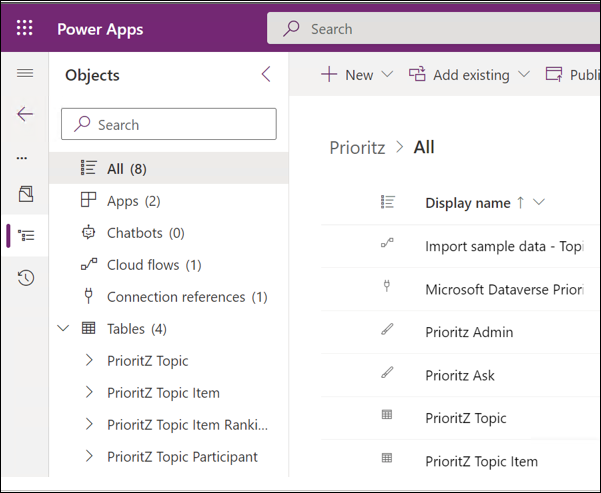 Power Apps
Search
Objects
New
Add existing
Publi
Search
Prioritz > All
All (8)
Apps (2)
Chatbots (0)
Cloud flows (1)
Connection references (1)
Tables (4)
PrioritZ Topic
PrioritZ Topic Item
PrioritZ Topic Item Ranki...
PrioritZ Topic Participant
Display name ↑
Import sample data - Topi
Microsoft Dataverse Priori
Prioritz Admin
Prioritz Ask
PrioritZ Topic
PrioritZ Topic Item